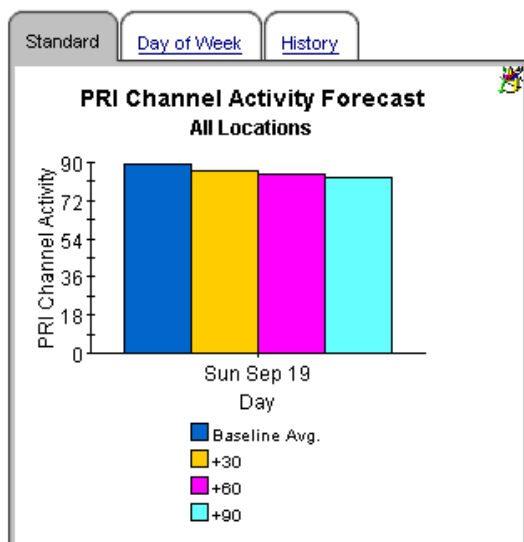 Standard
Day of Week
History
PRI Channel Activity Forecast
All Locations
PRI Channel Activity
90
72
54
36
18
0
Sun Sep 19
Day
Baseline Avg.
+30
+60
+90